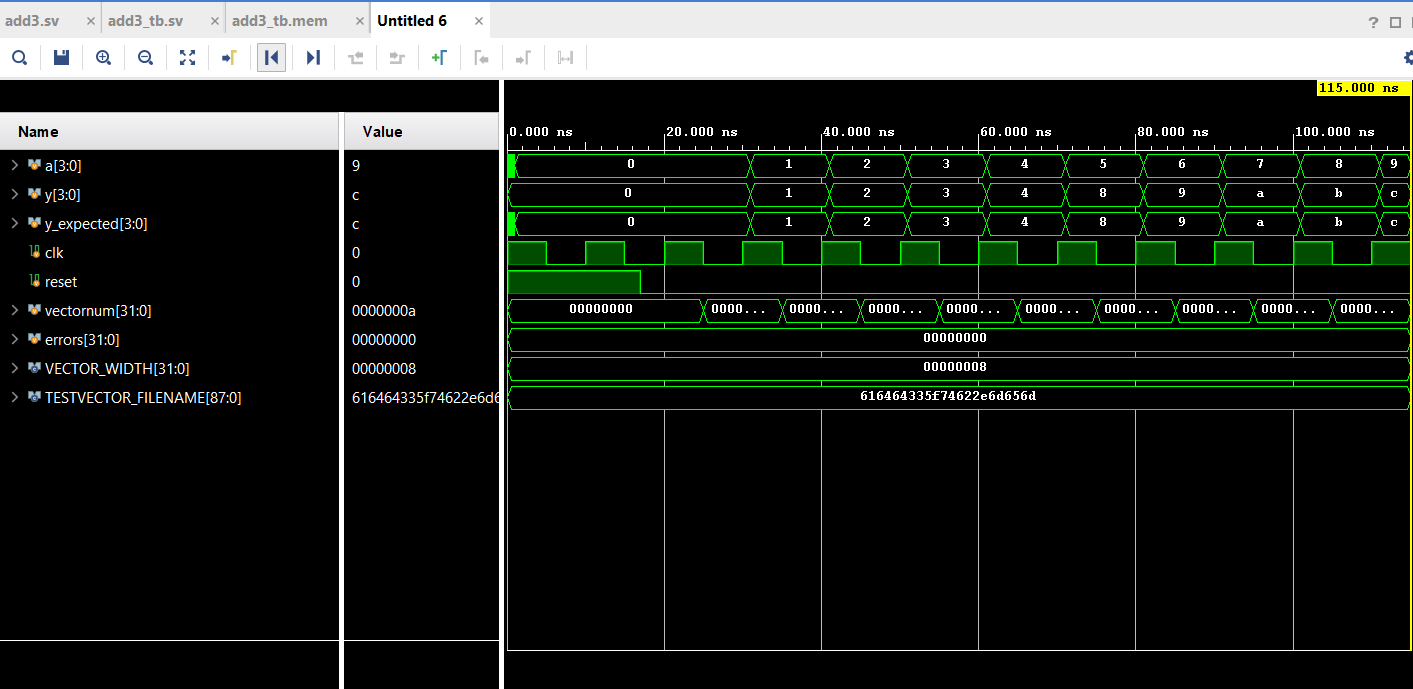 add3.sv × add3_tb.sv × add3_tb.mem × Untitled 6 × ?
115.000 ns
Name Value 0.000 ns 20.000 ns 40.000 ns 60.000 ns 80.000 ns 100.000 ns
a[3:0] 9 0 1 2 3 4 5 6 7 8 9
y[3:0] c 0 1 2 3 4 8 9 a b c
y_expected[3:0] c 0 1 2 3 4 8 9 a b c
clk 0
reset 0
vectornum[31:0] 0000000a 00000000 0000... 0000... 0000... 0000... 0000... 0000... 0000... 0000... 0000...
errors[31:0] 00000000 00000000
VECTOR_WIDTH[31:0] 00000008 00000008
TESTVECTOR_FILENAME[87:0] 616464335f74622e6d6 616464335f74622e6d656d